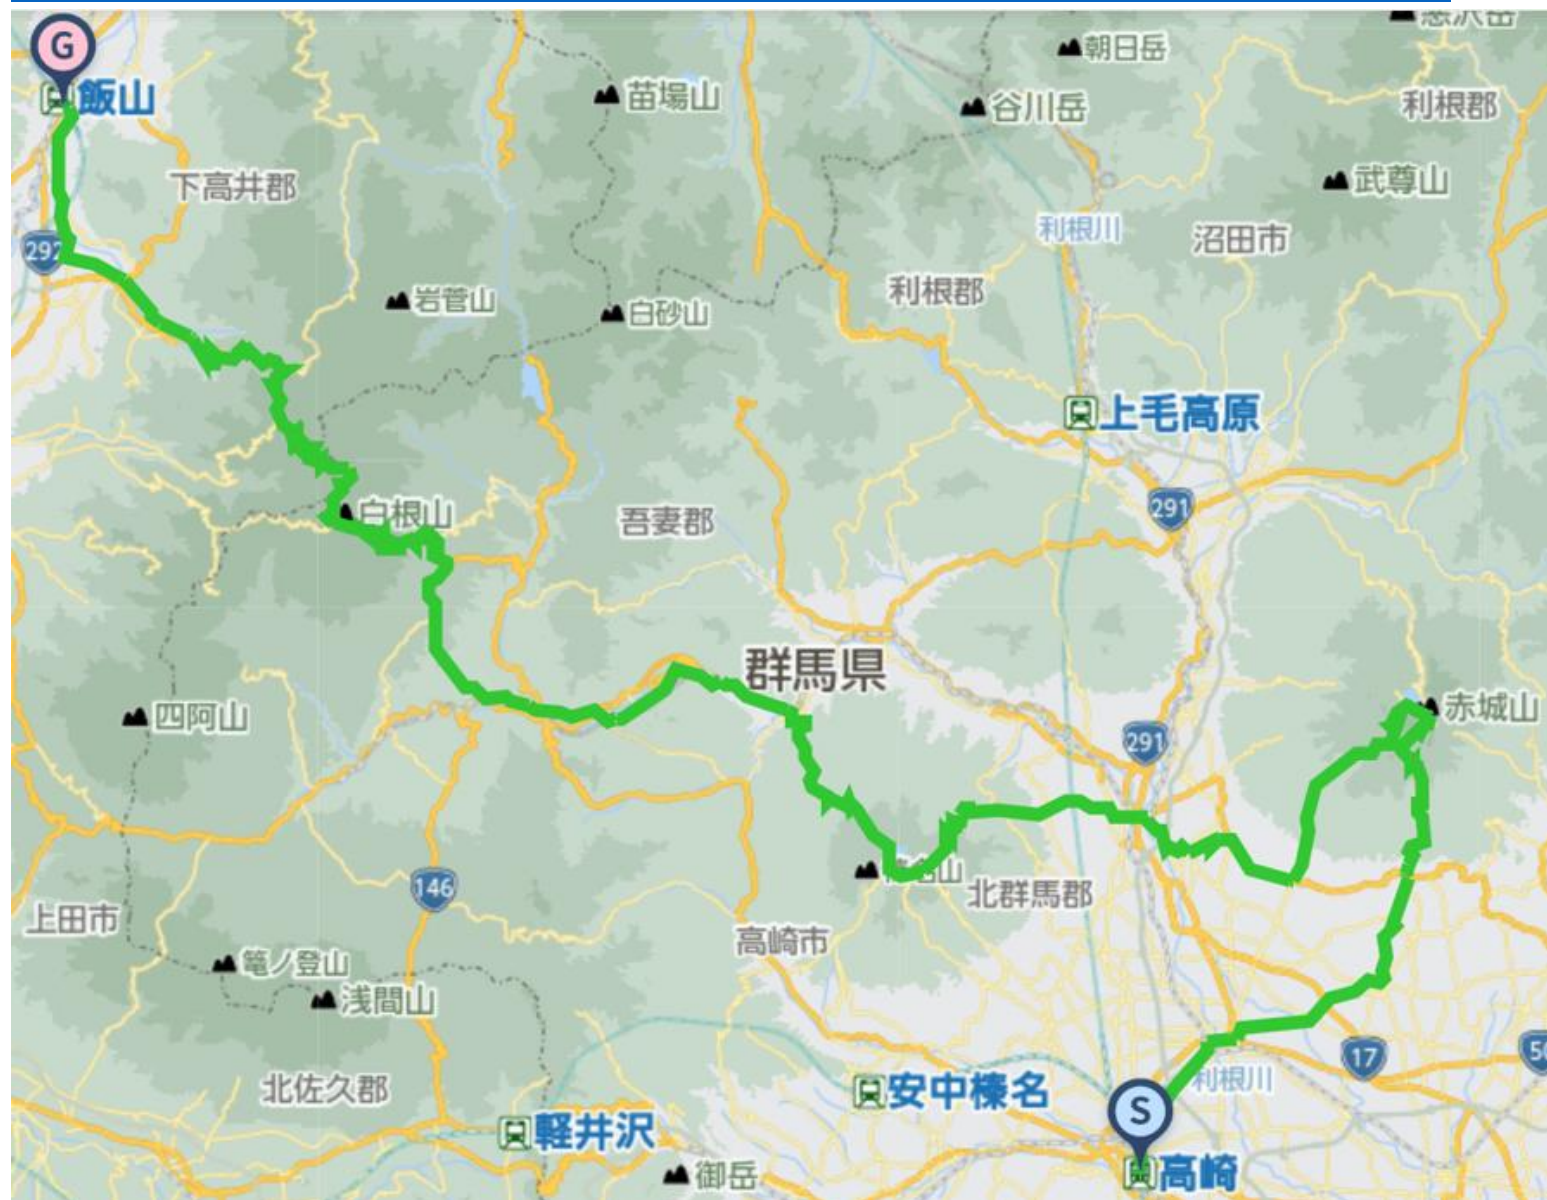 G
飯山
苗場山
朝日岳
谷川岳
利根郡
下高井郡
武尊山
利根川
沼田市
292
岩菅山
利根郡
白砂山
上毛高原
白根山
吾妻郡
291
群馬県
四阿山
赤城山
291
146
北群馬郡
上田市
高崎市
篭ノ登山
浅間山
17
50
利根川
北佐久郡
安中榛名
軽井沢
S
御岳
高崎